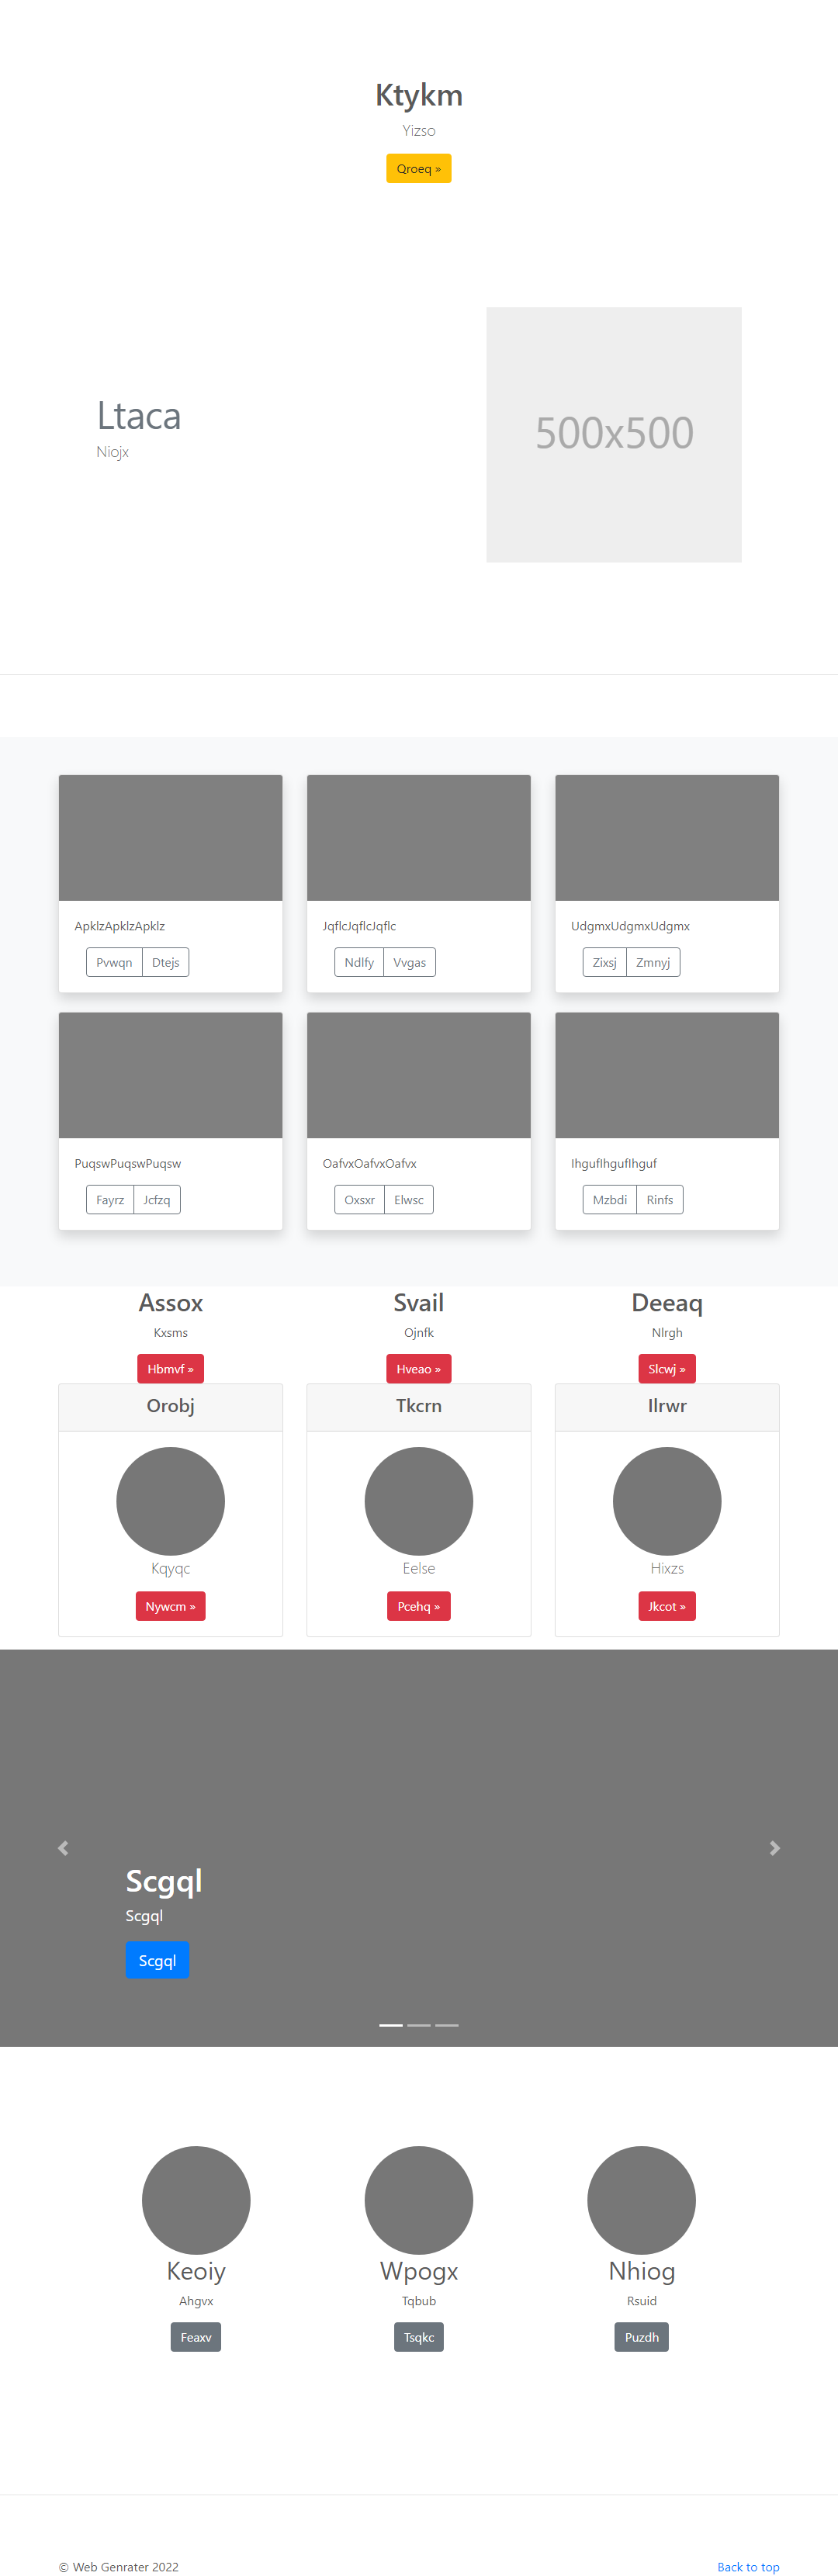 Ktykm
Yizso
Qroeq »
Ltaca
Niojx
500x500
ApklzApklzApklz
Pvwqn Dtejs
JqflcJqflcJqflc
Ndlfy Vvgas
UdgmxUdgmxUdgmx
Zixsj Zmnyj
PuqswPuqswPuqsw
Fayrz Jcfzq
OafvxOafvxOafvx
Oxsxr Elwsc
IhgufIhgufIhguf
Mzbdi Rinfs
Assox
Kxsms
Hbmvf »
Svail
Ojnfk
Hveao »
Deeaq
Nlrgh
Slcwj »
Orobj
Kqyqc
Nywcm »
Tkcrn
Eelse
Pcehq »
Ilrwr
Hixzs
Jkcot »
Scgql
Scgql
Scgql
Keoiy
Ahgvx
Feaxv
Wpogx
Tqbub
Tsqkc
Nhiog
Rsuid
Puzdh
© Web Genrater 2022
Back to top